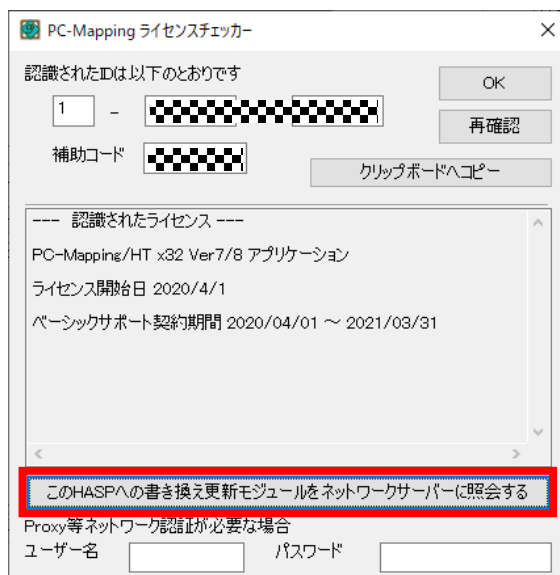 PC-Mapping ライセンスチェッカー
認識されたIDは以下のとおりです
OK
1 -
再確認
補助コード
クリップボードへコピー
--- 認識されたライセンス ---
PC-Mapping/HT x32 Ver7/8 アプリケーション
ライセンス開始日 2020/4/1
ベーシックサポート契約期間 2020/04/01 ～ 2021/03/31
このHASPへの書き換え更新モジュールをネットワークサーバーに照会する
Proxy等ネットワーク認証が必要な場合
ユーザー名 パスワード